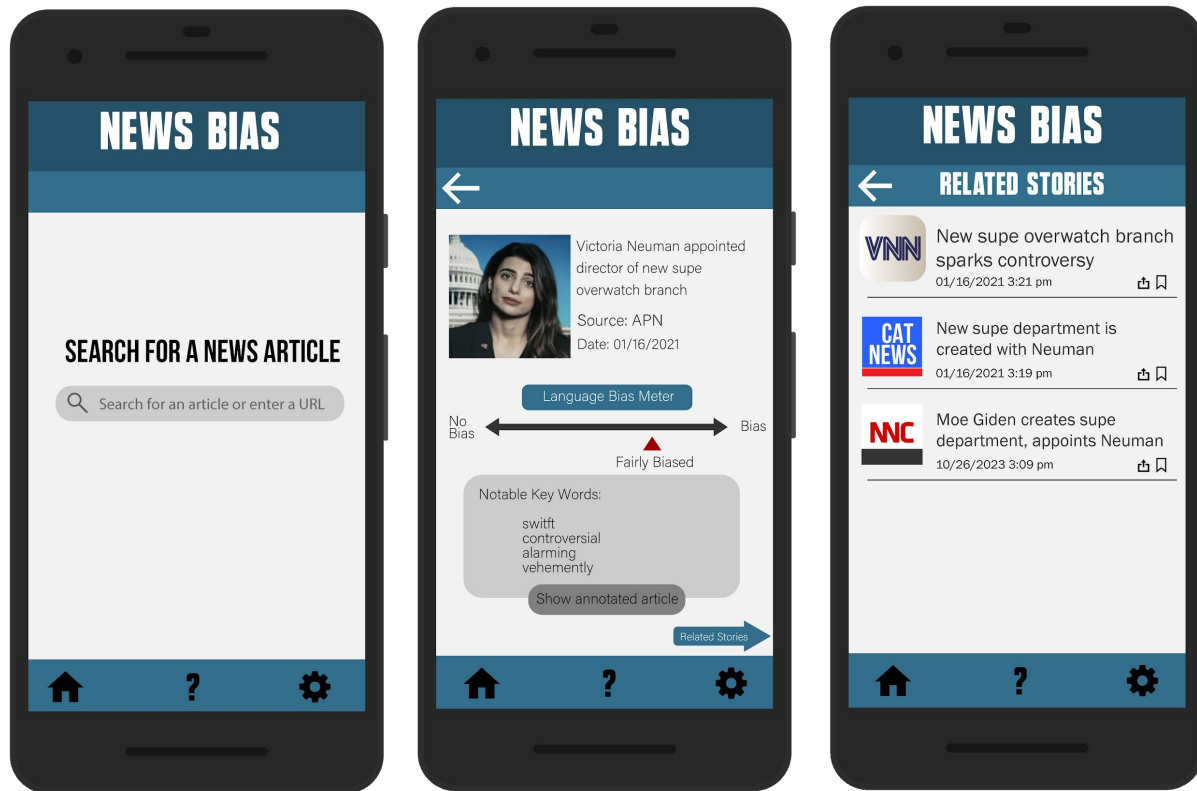 NEWS BIAS
SEARCH FOR A NEWS ARTICLE
Search for an article or enter a URL
?
NEWS BIAS
Victoria Neuman appointed
director of new supe
overwatch branch
Source: APN
Date: 01/16/2021
Language Bias Meter
No
Bias
Bias
Fairly Biased
Notable Key Words:
switft
controversial
alarming
vehemently
Show annotated article
Related Stories
?
NEWS BIAS
RELATED STORIES
VNN
New supe overwatch branch
sparks controversy
01/16/2021 3:21 pm
CAT
NEWS
New supe department is
created with Neuman
01/16/2021 3:19 pm
NNC
Moe Giden creates supe
department, appoints Neuman
10/26/2023 3:09 pm
?